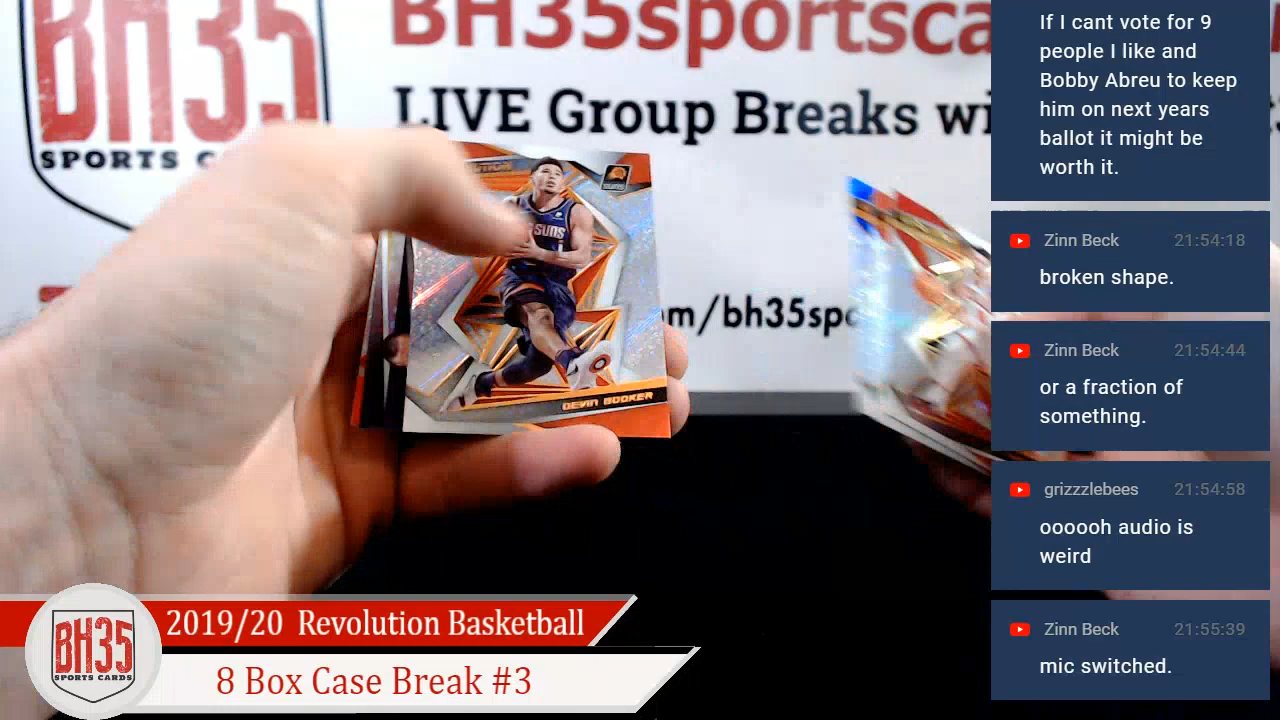 BH35
SPORTS CA
BH35sportsca
LIVE Group Breaks wi
m/bh35spo
SUNS
SUNS
DEVIN BOOKER
If I cant vote for 9
people I like and
Bobby Abreu to keep
him on next years
ballot it might be
worth it.
Zinn Beck 21:54:18
broken shape.
Zinn Beck 21:54:44
or a fraction of
something.
grizzzlebees 21:54:58
oooooh audio is
weird
Zinn Beck 21:55:39
mic switched.
BH35
SPORTS CARDS
2019/20 Revolution Basketball
8 Box Case Break #3